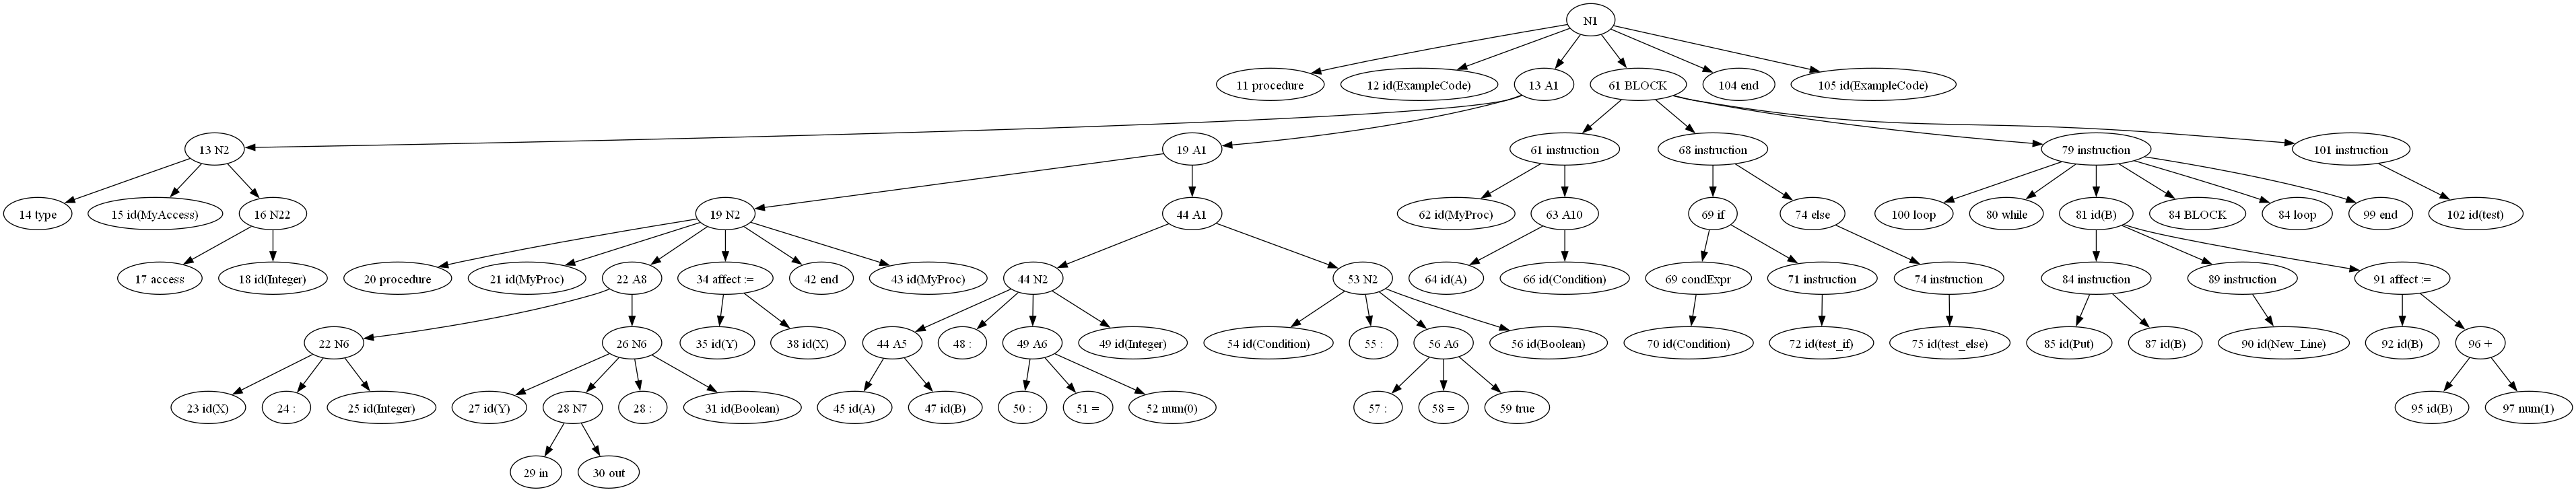 N1
11 procedure
12 id(ExampleCode)
13 A1
61 BLOCK
104 end
105 id(ExampleCode)
13 N2
19 A1
61 instruction
68 instruction
79 instruction
101 instruction
14 type
15 id(MyAccess)
16 N22
19 N2
44 A1
62 id(MyProc)
63 A10
69 if
74 else
100 loop
80 while
81 id(B)
84 BLOCK
84 loop
99 end
102 id(test)
17 access
18 id(Integer)
20 procedure
21 id(MyProc)
22 A8
34 affect :=
42 end
43 id(MyProc)
44 N2
53 N2
64 id(A)
66 id(Condition)
69 condExpr
71 instruction
74 instruction
84 instruction
89 instruction
91 affect :=
22 N6
26 N6
35 id(Y)
38 id(X)
44 A5
48 :
49 A6
49 id(Integer)
54 id(Condition)
55 :
56 A6
56 id(Boolean)
70 id(Condition)
72 id(test_if)
75 id(test_else)
85 id(Put)
87 id(B)
90 id(New_Line)
92 id(B)
96 +
23 id(X)
24 :
25 id(Integer)
27 id(Y)
28 N7
28 :
31 id(Boolean)
45 id(A)
47 id(B)
50 :
51 =
52 num(0)
57 :
58 =
59 true
95 id(B)
97 num(1)
29 in
30 out